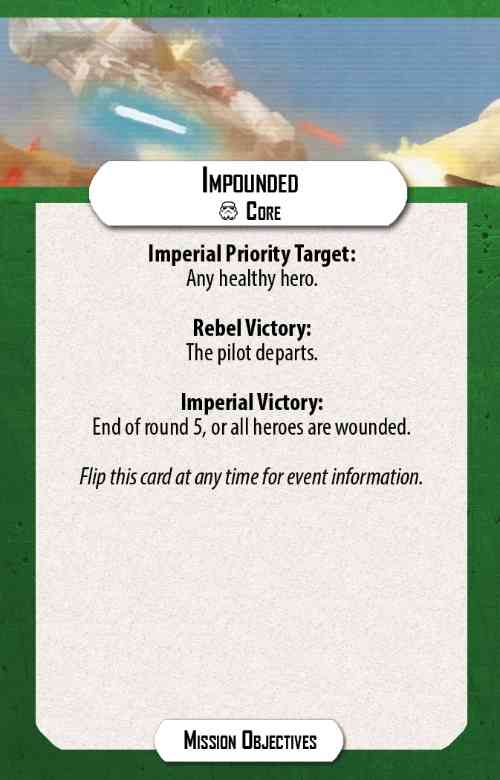 Impounded
Core
Imperial Priority Target:
Any healthy hero.
Rebel Victory:
The pilot departs.
Imperial Victory:
End of round 5, or all heroes are wounded.
Flip this card at any time for event information.
Mission Objectives